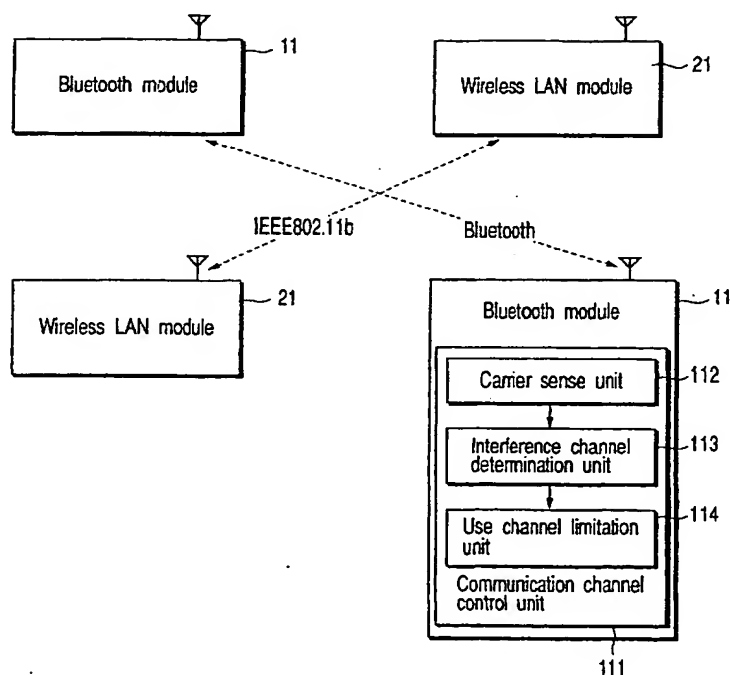 11
Bluetooth module
21
Wireless LAN module
IEEE802.11b
Bluetooth
21
Wireless LAN module
11
Bluetooth module
Carrier sense unit
112
Interference channel
determination unit
113
Use channel limitation
unit
114
Communication channel
control unit
111